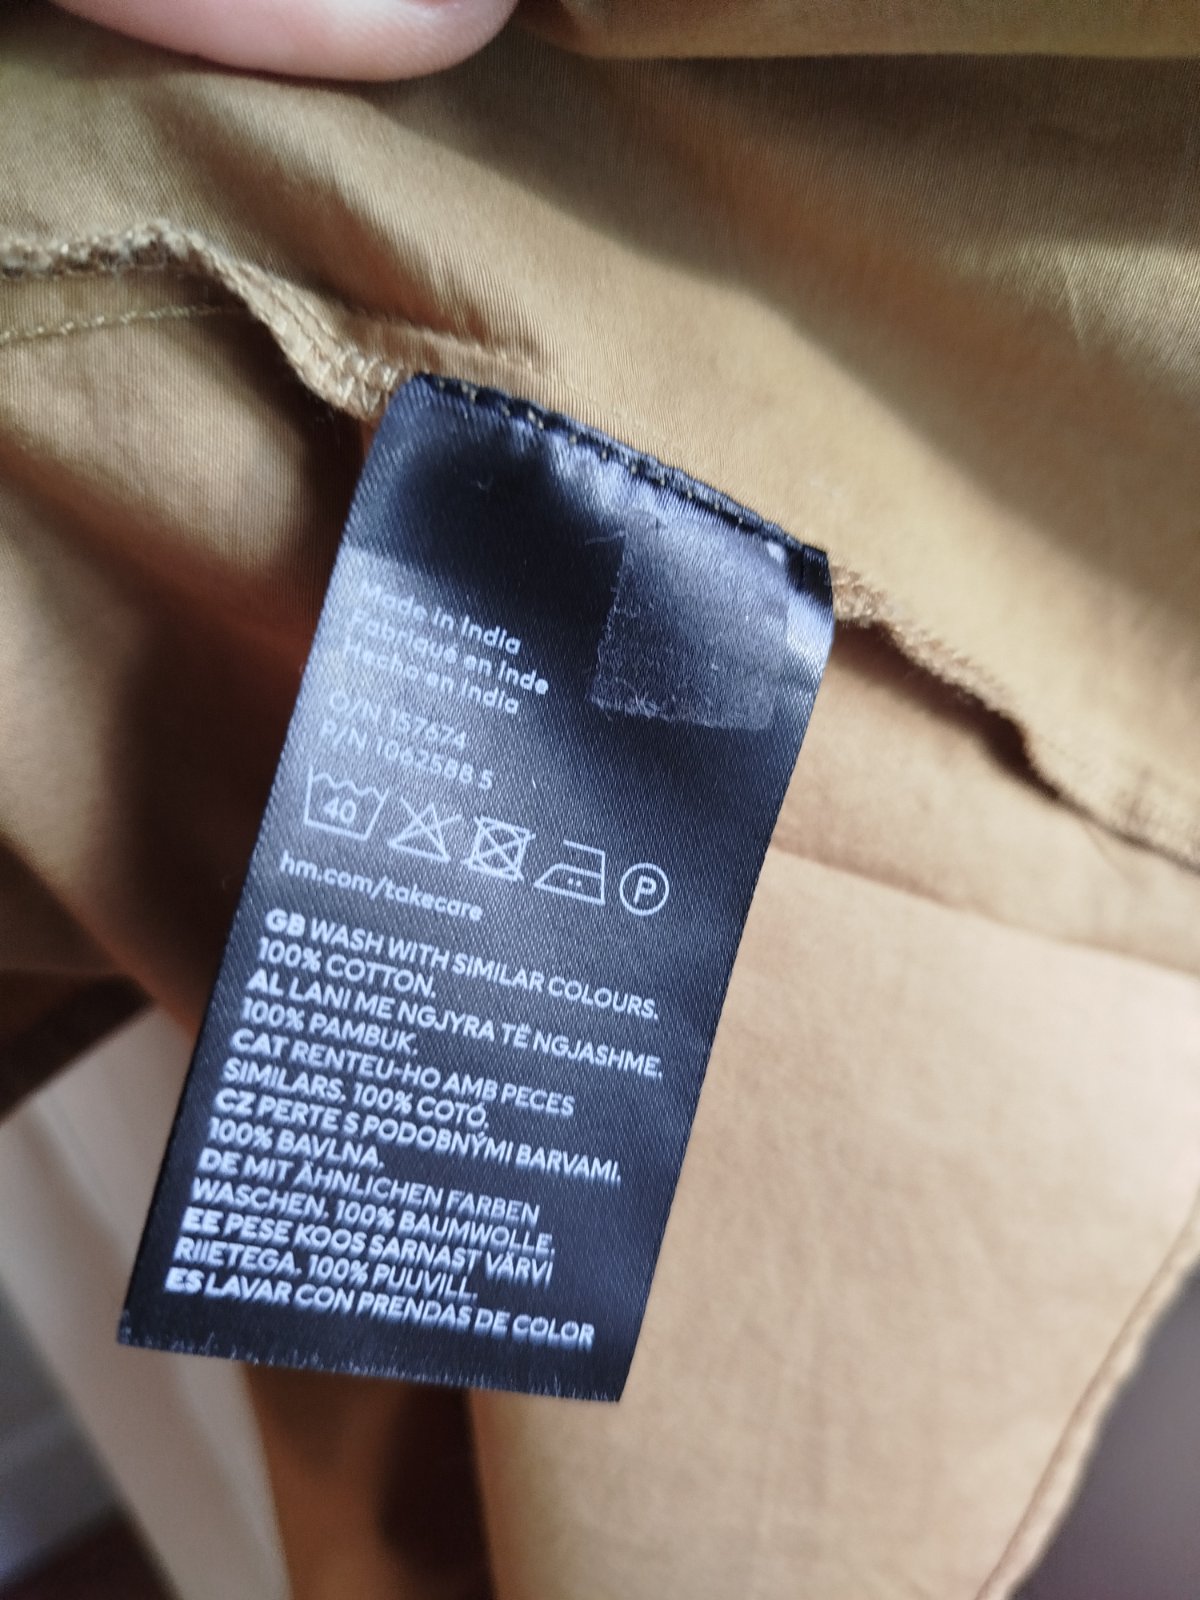 Made in India
Fabriqué en Inde
Hecho en India
O/N 157674
P/N 1062588 5
40
P
hm.com/takecare
GB WASH WITH SIMILAR COLOURS.
100% COTTON.
AL LANI ME NGJYRA TË NGJASHME.
100% PAMBUK.
CAT RENTEU-HO AMB PECES
SIMILARS. 100% COTÓ.
CZ PERTE S PODOBNÝMI BARVAMI.
100% BAVLNA.
DE MIT ÄHNLICHEN FARBEN
WASCHEN. 100% BAUMWOLLE.
EE PESE KOOS SARNAST VÄRVI
RIIETEGA. 100% PUUVILL.
ES LAVAR CON PRENDAS DE COLOR